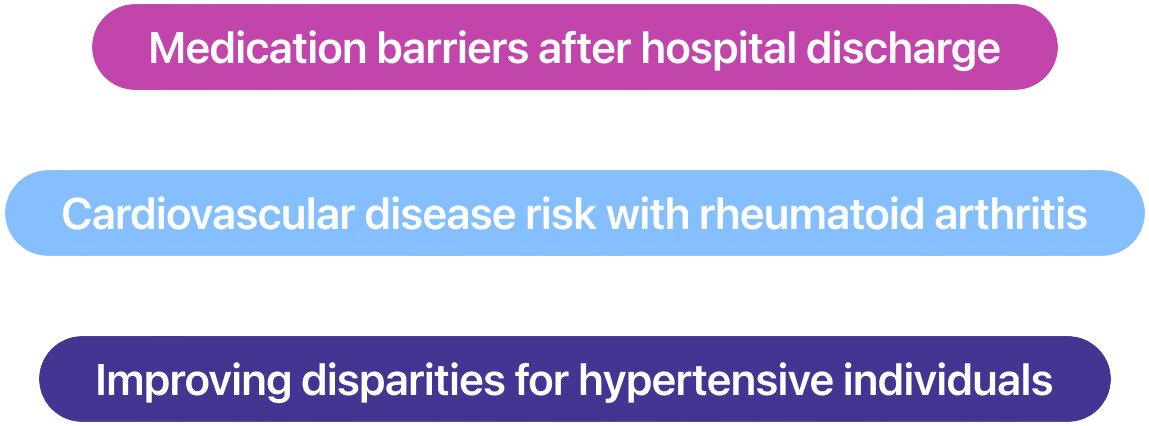 Medication barriers after hospital discharge
Cardiovascular disease risk with rheumatoid arthritis
Improving disparities for hypertensive individuals